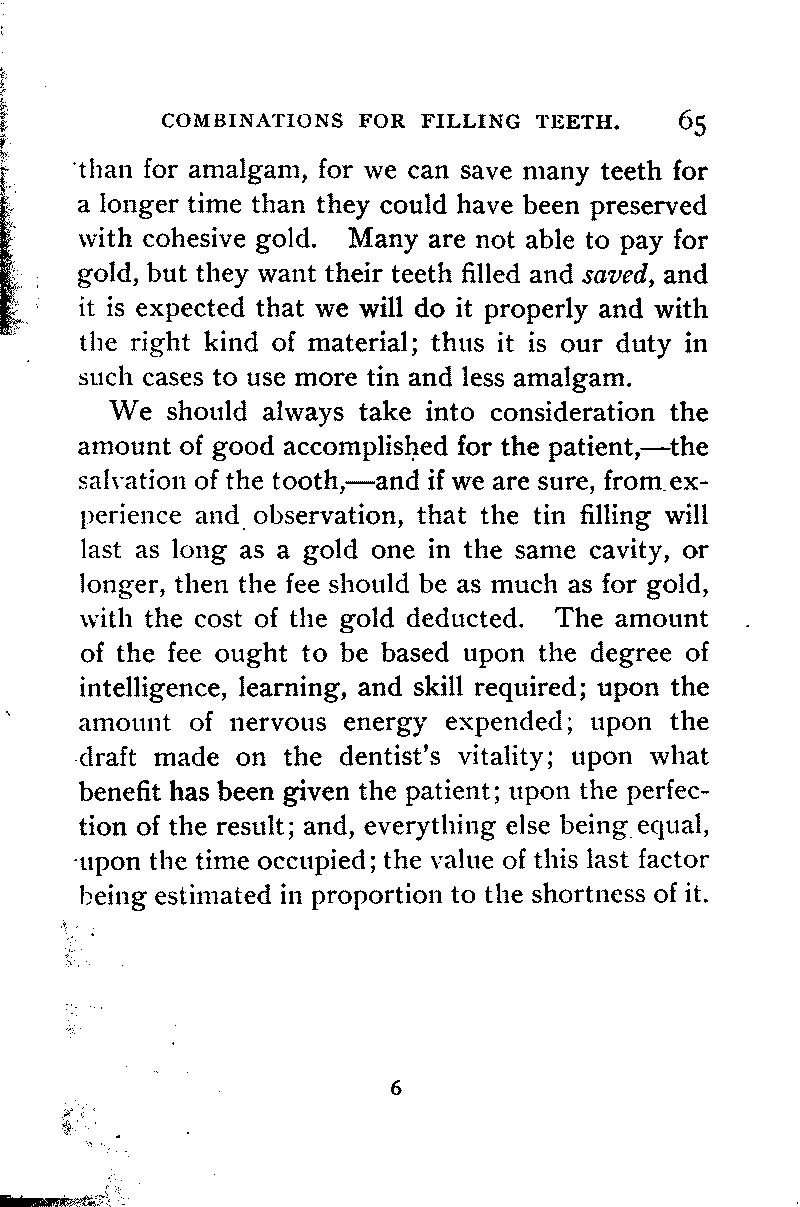 COMBINATIONS FOR FILLING TEETH. 65
than for amalgam, for we can save many teeth for
a longer time than they could have been preserved
with cohesive gold. Many are not able to pay for
gold, but they want their teeth filled and saved, and
it is expected that we will do it properly and with
the right kind of material; thus it is our duty in
such cases to use more tin and less amalgam.
We should always take into consideration the
amount of good accomplished for the patient,—the
salvation of the tooth,—and if we are sure, from ex-
perience and observation, that the tin filling will
last as long as a gold one in the same cavity, or
longer, then the fee should be as much as for gold,
with the cost of the gold deducted. The amount
of the fee ought to be based upon the degree of
intelligence, learning, and skill required; upon the
amount of nervous energy expended; upon the
draft made on the dentist's vitality; upon what
benefit has been given the patient; upon the perfec-
tion of the result; and, everything else being equal,
upon the time occupied; the value of this last factor
being estimated in proportion to the shortness of it.
6